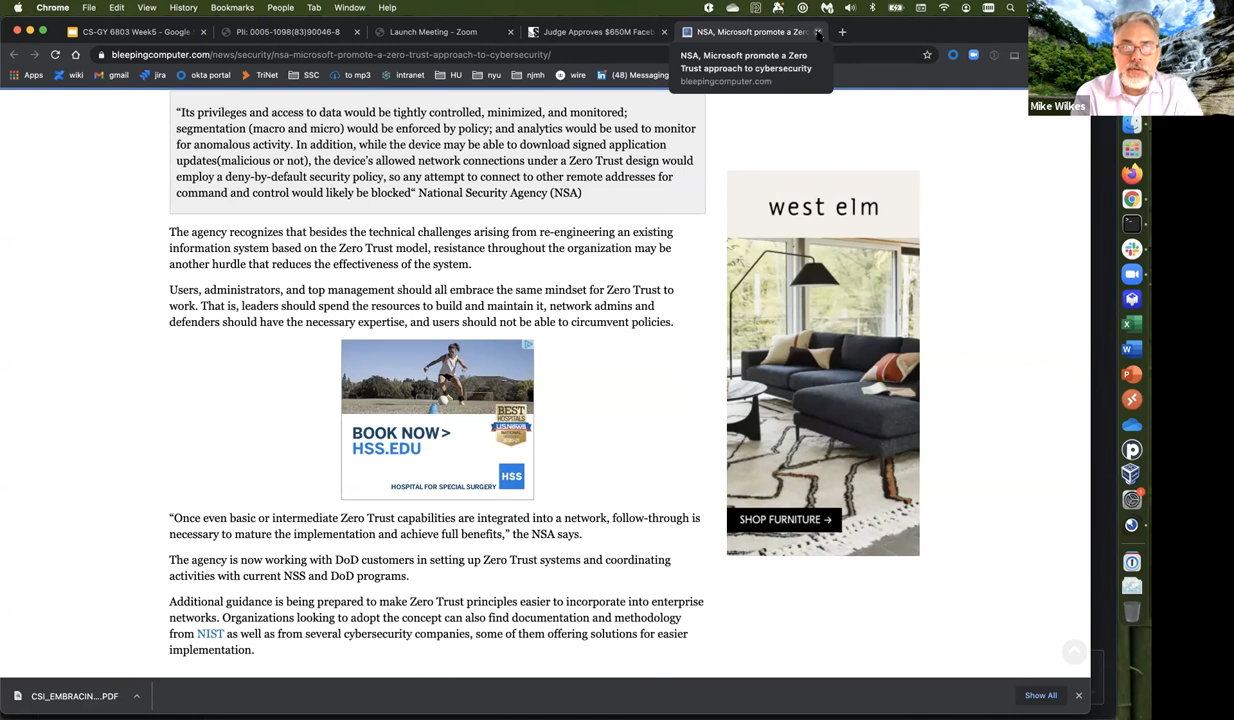 Chrome File Edit View History Bookmarks People Tab Window Help
CS-GY 6803 Week5 - Google
PII: 0005-1098(83)90046-8
Launch Meeting - Zoom
Judge Approves $650M Faceb
NSA, Microsoft promote a Zero
bleepingcomputer.com/news/security/nsa-microsoft-promote-a-zero-trust-approach-to-cybersecurity/
Apps wiki gmail jira okta portal TriNet SSC to mp3 intranet HU nyu njmh wire (48) Messaging
NSA, Microsoft promote a Zero
Trust approach to cybersecurity
bleepingcomputer.com
Mike Wilkes
“Its privileges and access to data would be tightly controlled, minimized, and monitored;
segmentation (macro and micro) would be enforced by policy; and analytics would be used to monitor
for anomalous activity. In addition, while the device may be able to download signed application
updates(malicious or not), the device’s allowed network connections under a Zero Trust design would
employ a deny-by-default security policy, so any attempt to connect to other remote addresses for
command and control would likely be blocked“ National Security Agency (NSA)
The agency recognizes that besides the technical challenges arising from re-engineering an existing
information system based on the Zero Trust model, resistance throughout the organization may be
another hurdle that reduces the effectiveness of the system.
Users, administrators, and top management should all embrace the same mindset for Zero Trust to
work. That is, leaders should spend the resources to build and maintain it, network admins and
defenders should have the necessary expertise, and users should not be able to circumvent policies.
BOOK NOW>
HSS.EDU
BEST
HOSPITALS
U.S.News
HSS
HOSPITAL FOR SPECIAL SURGERY
“Once even basic or intermediate Zero Trust capabilities are integrated into a network, follow-through is
necessary to mature the implementation and achieve full benefits,” the NSA says.
The agency is now working with DoD customers in setting up Zero Trust systems and coordinating
activities with current NSS and DoD programs.
Additional guidance is being prepared to make Zero Trust principles easier to incorporate into enterprise
networks. Organizations looking to adopt the concept can also find documentation and methodology
from NIST as well as from several cybersecurity companies, some of them offering solutions for easier
implementation.
west elm
SHOP FURNITURE →
CSI_EMBRACIN....PDF
Show All